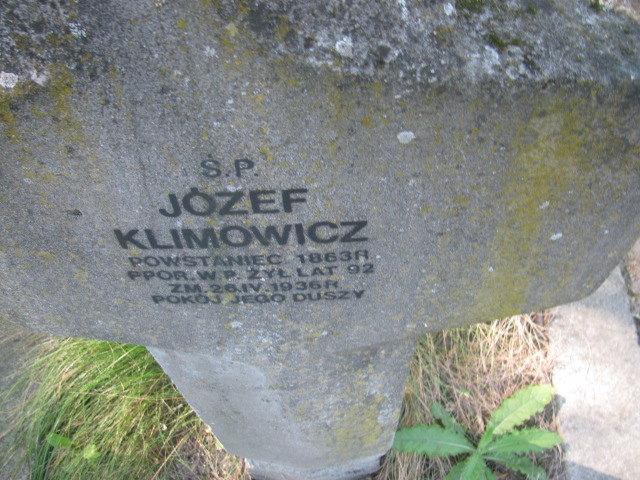 Ś.P.
JÓZEF
KLIMOWICZ
POWSTANIEC 1863R
PPOR.W P. ŻYŁ LAT 92
ZM. 26.IV. 1936R
POKÓJ JEGO DUSZY